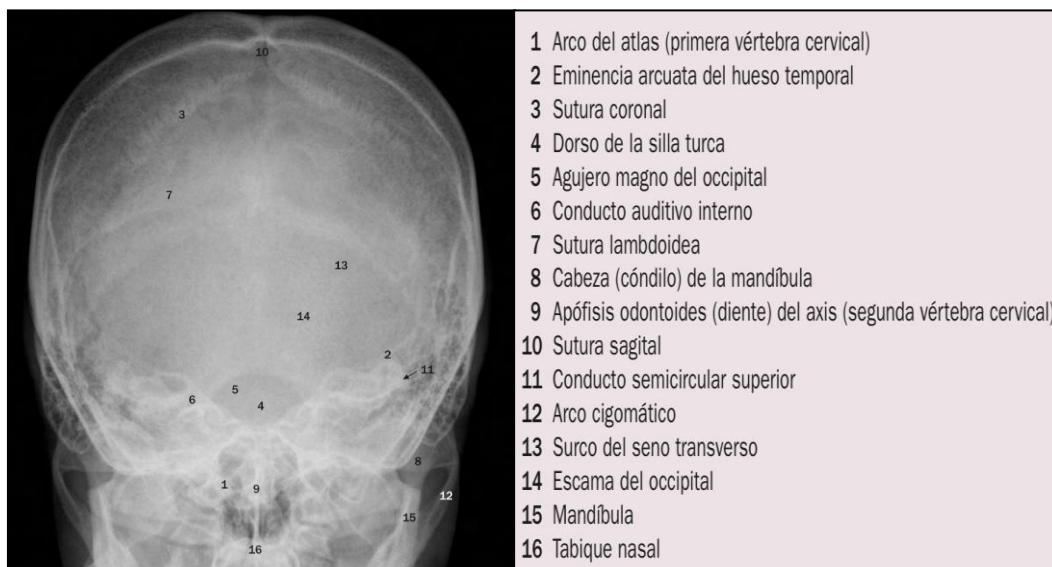 10
3
7
13
14
2
11
5
6
4
8
1
9
12
15
16
1 Arco del atlas (primera vértebra cervical)
2 Eminencia arcuata del hueso temporal
3 Sutura coronal
4 Dorso de la silla turca
5 Agujero magno del occipital
6 Conducto auditivo interno
7 Sutura lambdoidea
8 Cabeza (cóndilo) de la mandíbula
9 Apófisis odontoides (diente) del axis (segunda vértebra cervical)
10 Sutura sagital
11 Conducto semicircular superior
12 Arco cigomático
13 Surco del seno transverso
14 Escama del occipital
15 Mandíbula
16 Tabique nasal